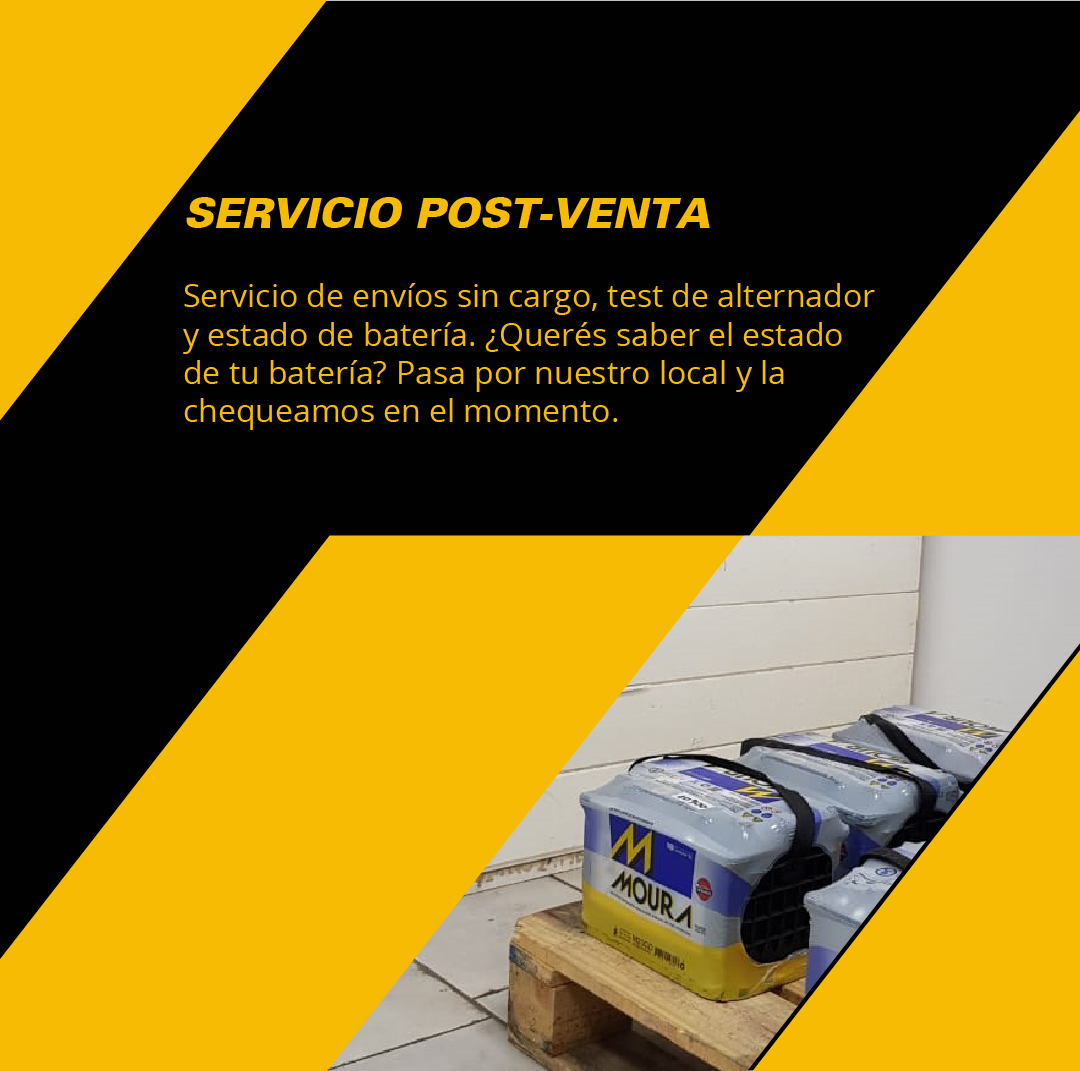 SERVICIO POST-VENTA
Servicio de envíos sin cargo, test de alternador
y estado de batería. ¿Querés saber el estado
de tu batería? Pasa por nuestro local y la
chequeamos en el momento.
MOURA